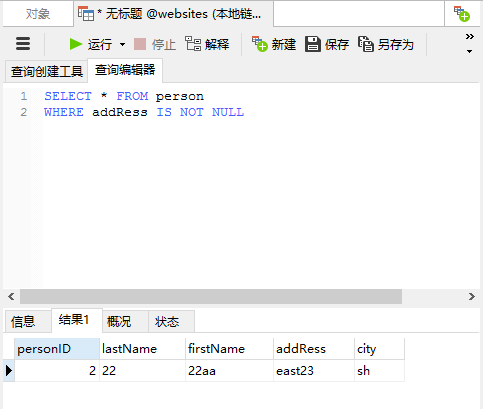 对象 * 无标题 @websites (本地链...
运行 停止 解释 新建 保存 另存为 »
查询创建工具 查询编辑器
1 SELECT * FROM person
2 WHERE addRess IS NOT NULL
信息 结果1 概况 状态
personID lastName firstName addRess city
2 22 22aa east23 sh